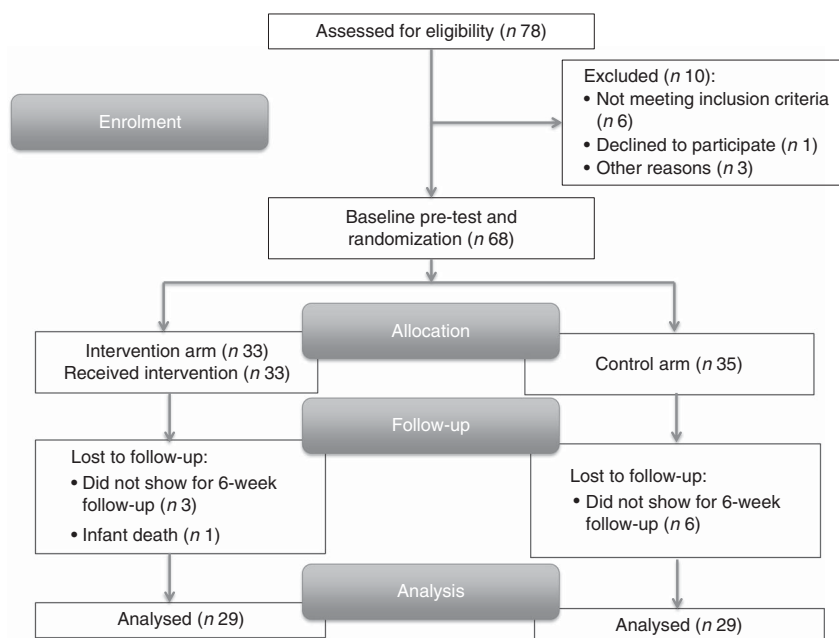 Assessed for eligibility (n 78)
Excluded (n 10):
• Not meeting inclusion criteria
(n 6)
• Declined to participate (n 1)
• Other reasons (n 3)
Enrolment
Baseline pre-test and
randomization (n 68)
Allocation
Intervention arm (n 33)
Received intervention (n 33)
Control arm (n 35)
Follow-up
Lost to follow-up:
• Did not show for 6-week
follow-up (n 3)
• Infant death (n 1)
Lost to follow-up:
• Did not show for 6-week
follow-up (n 6)
Analysis
Analysed (n 29)
Analysed (n 29)